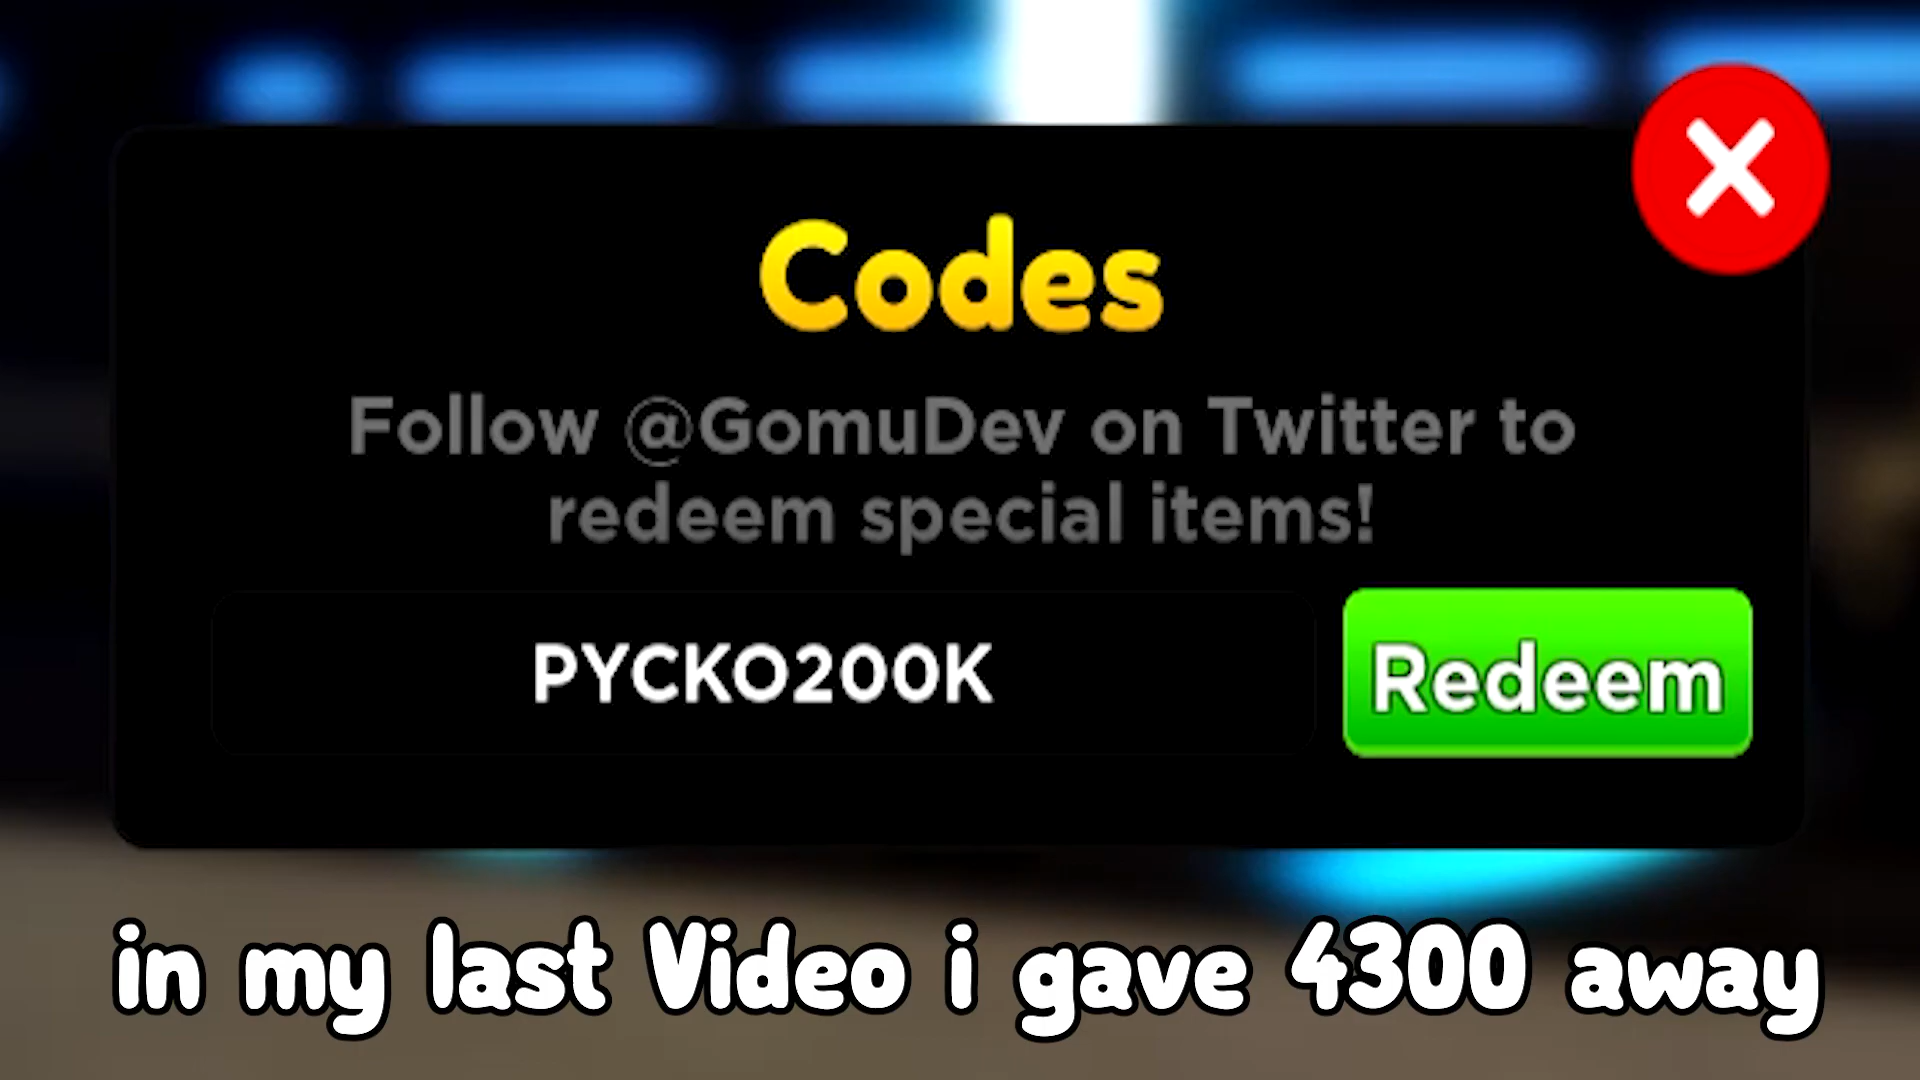 Codes
Follow @GomuDev on Twitter to
redeem special items!
PYCKO200K
Redeem
in my last Video i gave 4300 away